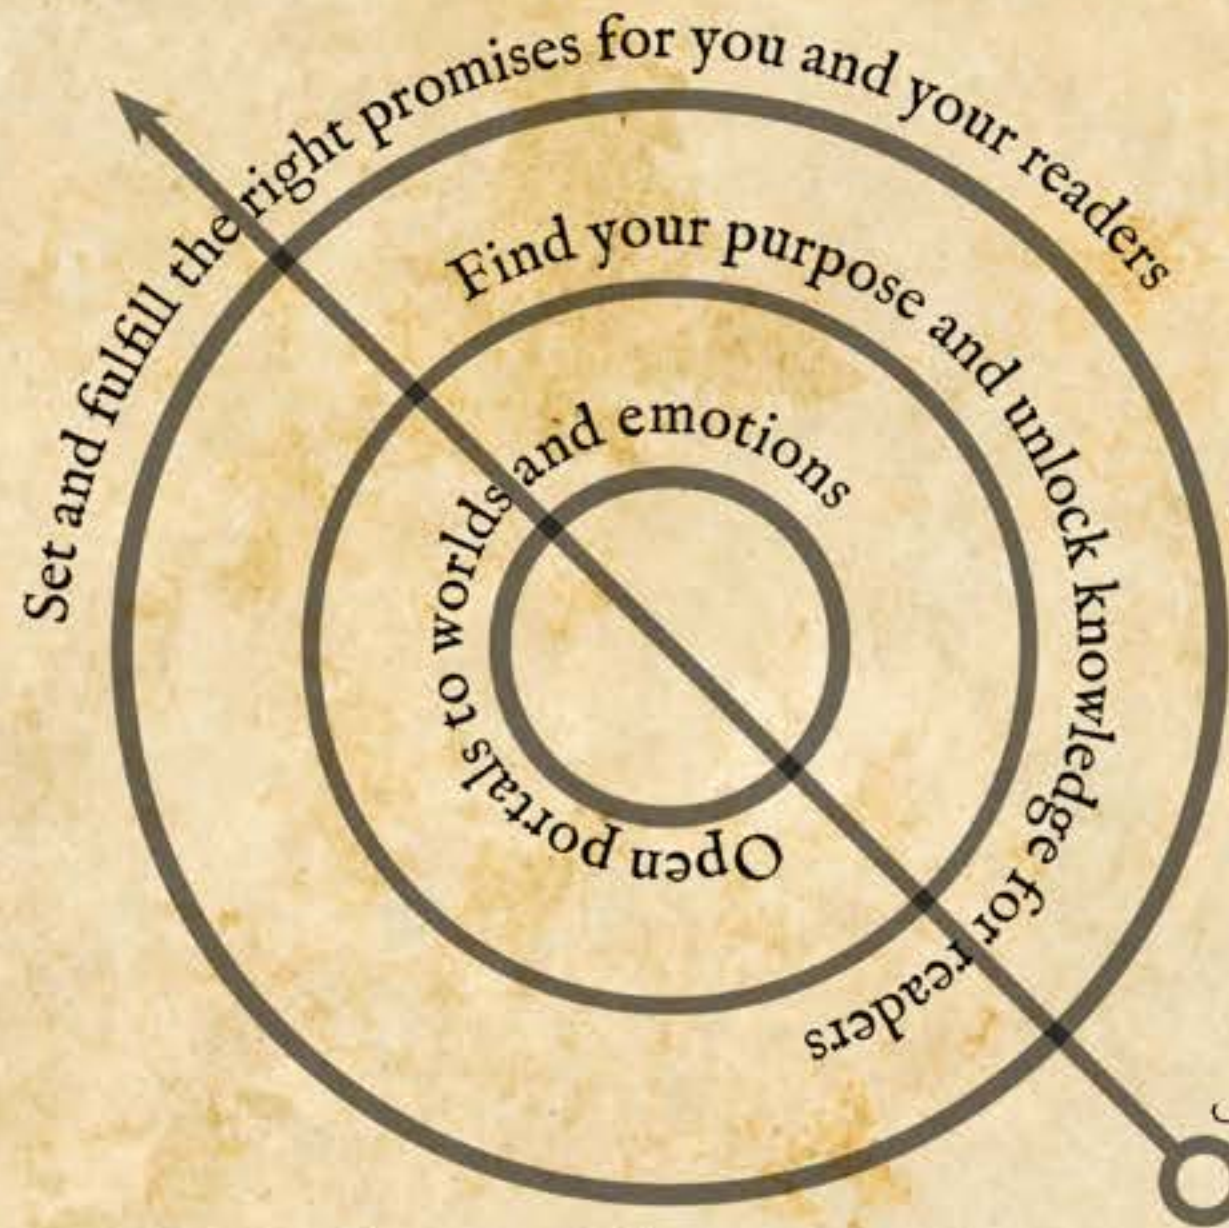 Set and fulfill the right promises for you and your readers
Find your purpose and unlock knowledge for readers
Open portals to worlds and emotions